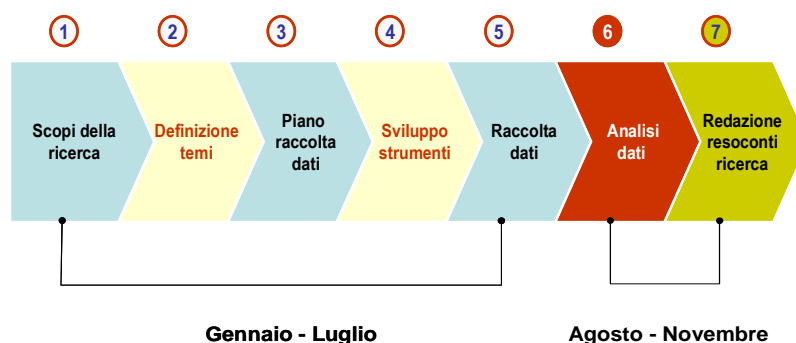 1 2 3 4 5 6 7
Scopi della
ricerca
Definizione
temi
Piano
raccolta
dati
Sviluppo
strumenti
Raccolta
dati
Analisi
dati
Redazione
resoconti
ricerca
Gennaio - Luglio
Agosto - Novembre